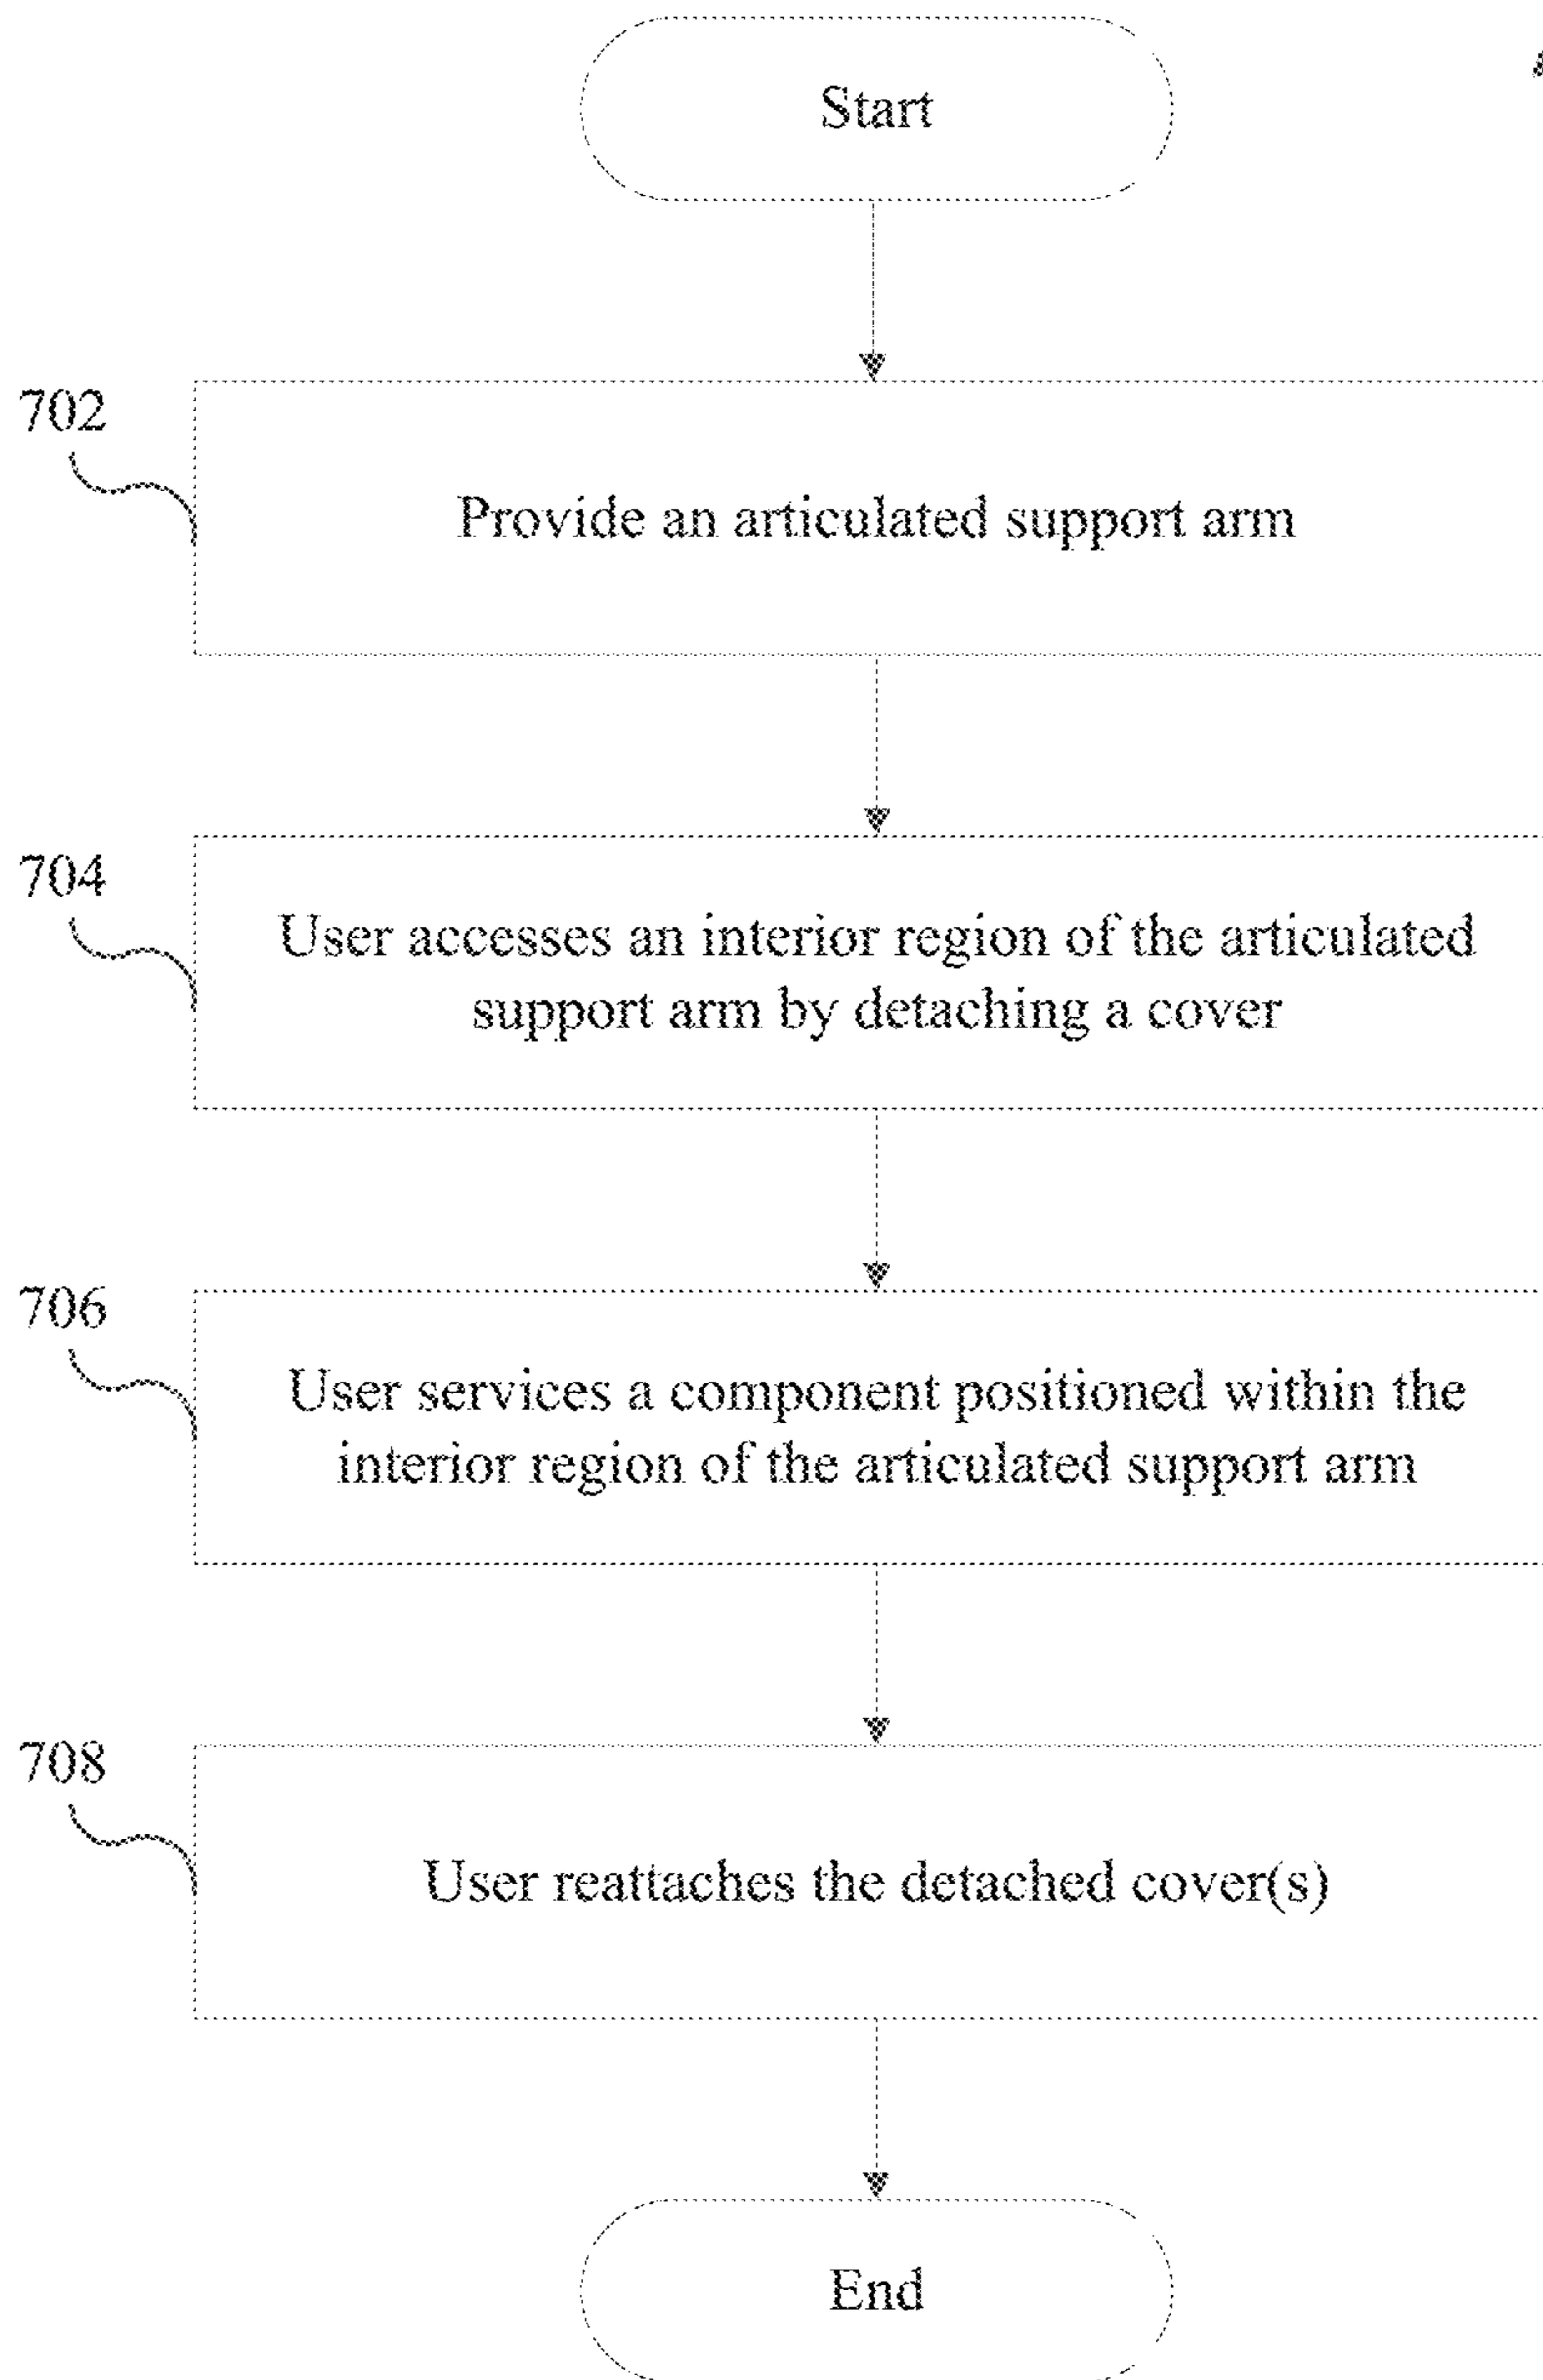 Start
702
Provide an articulated support arm
704
User accesses an interior region of the articulated
support arm by detaching a cover
706
User services a component positioned within the
interior region of the articulated support arm
708
User reattaches the detached cover(s)
End